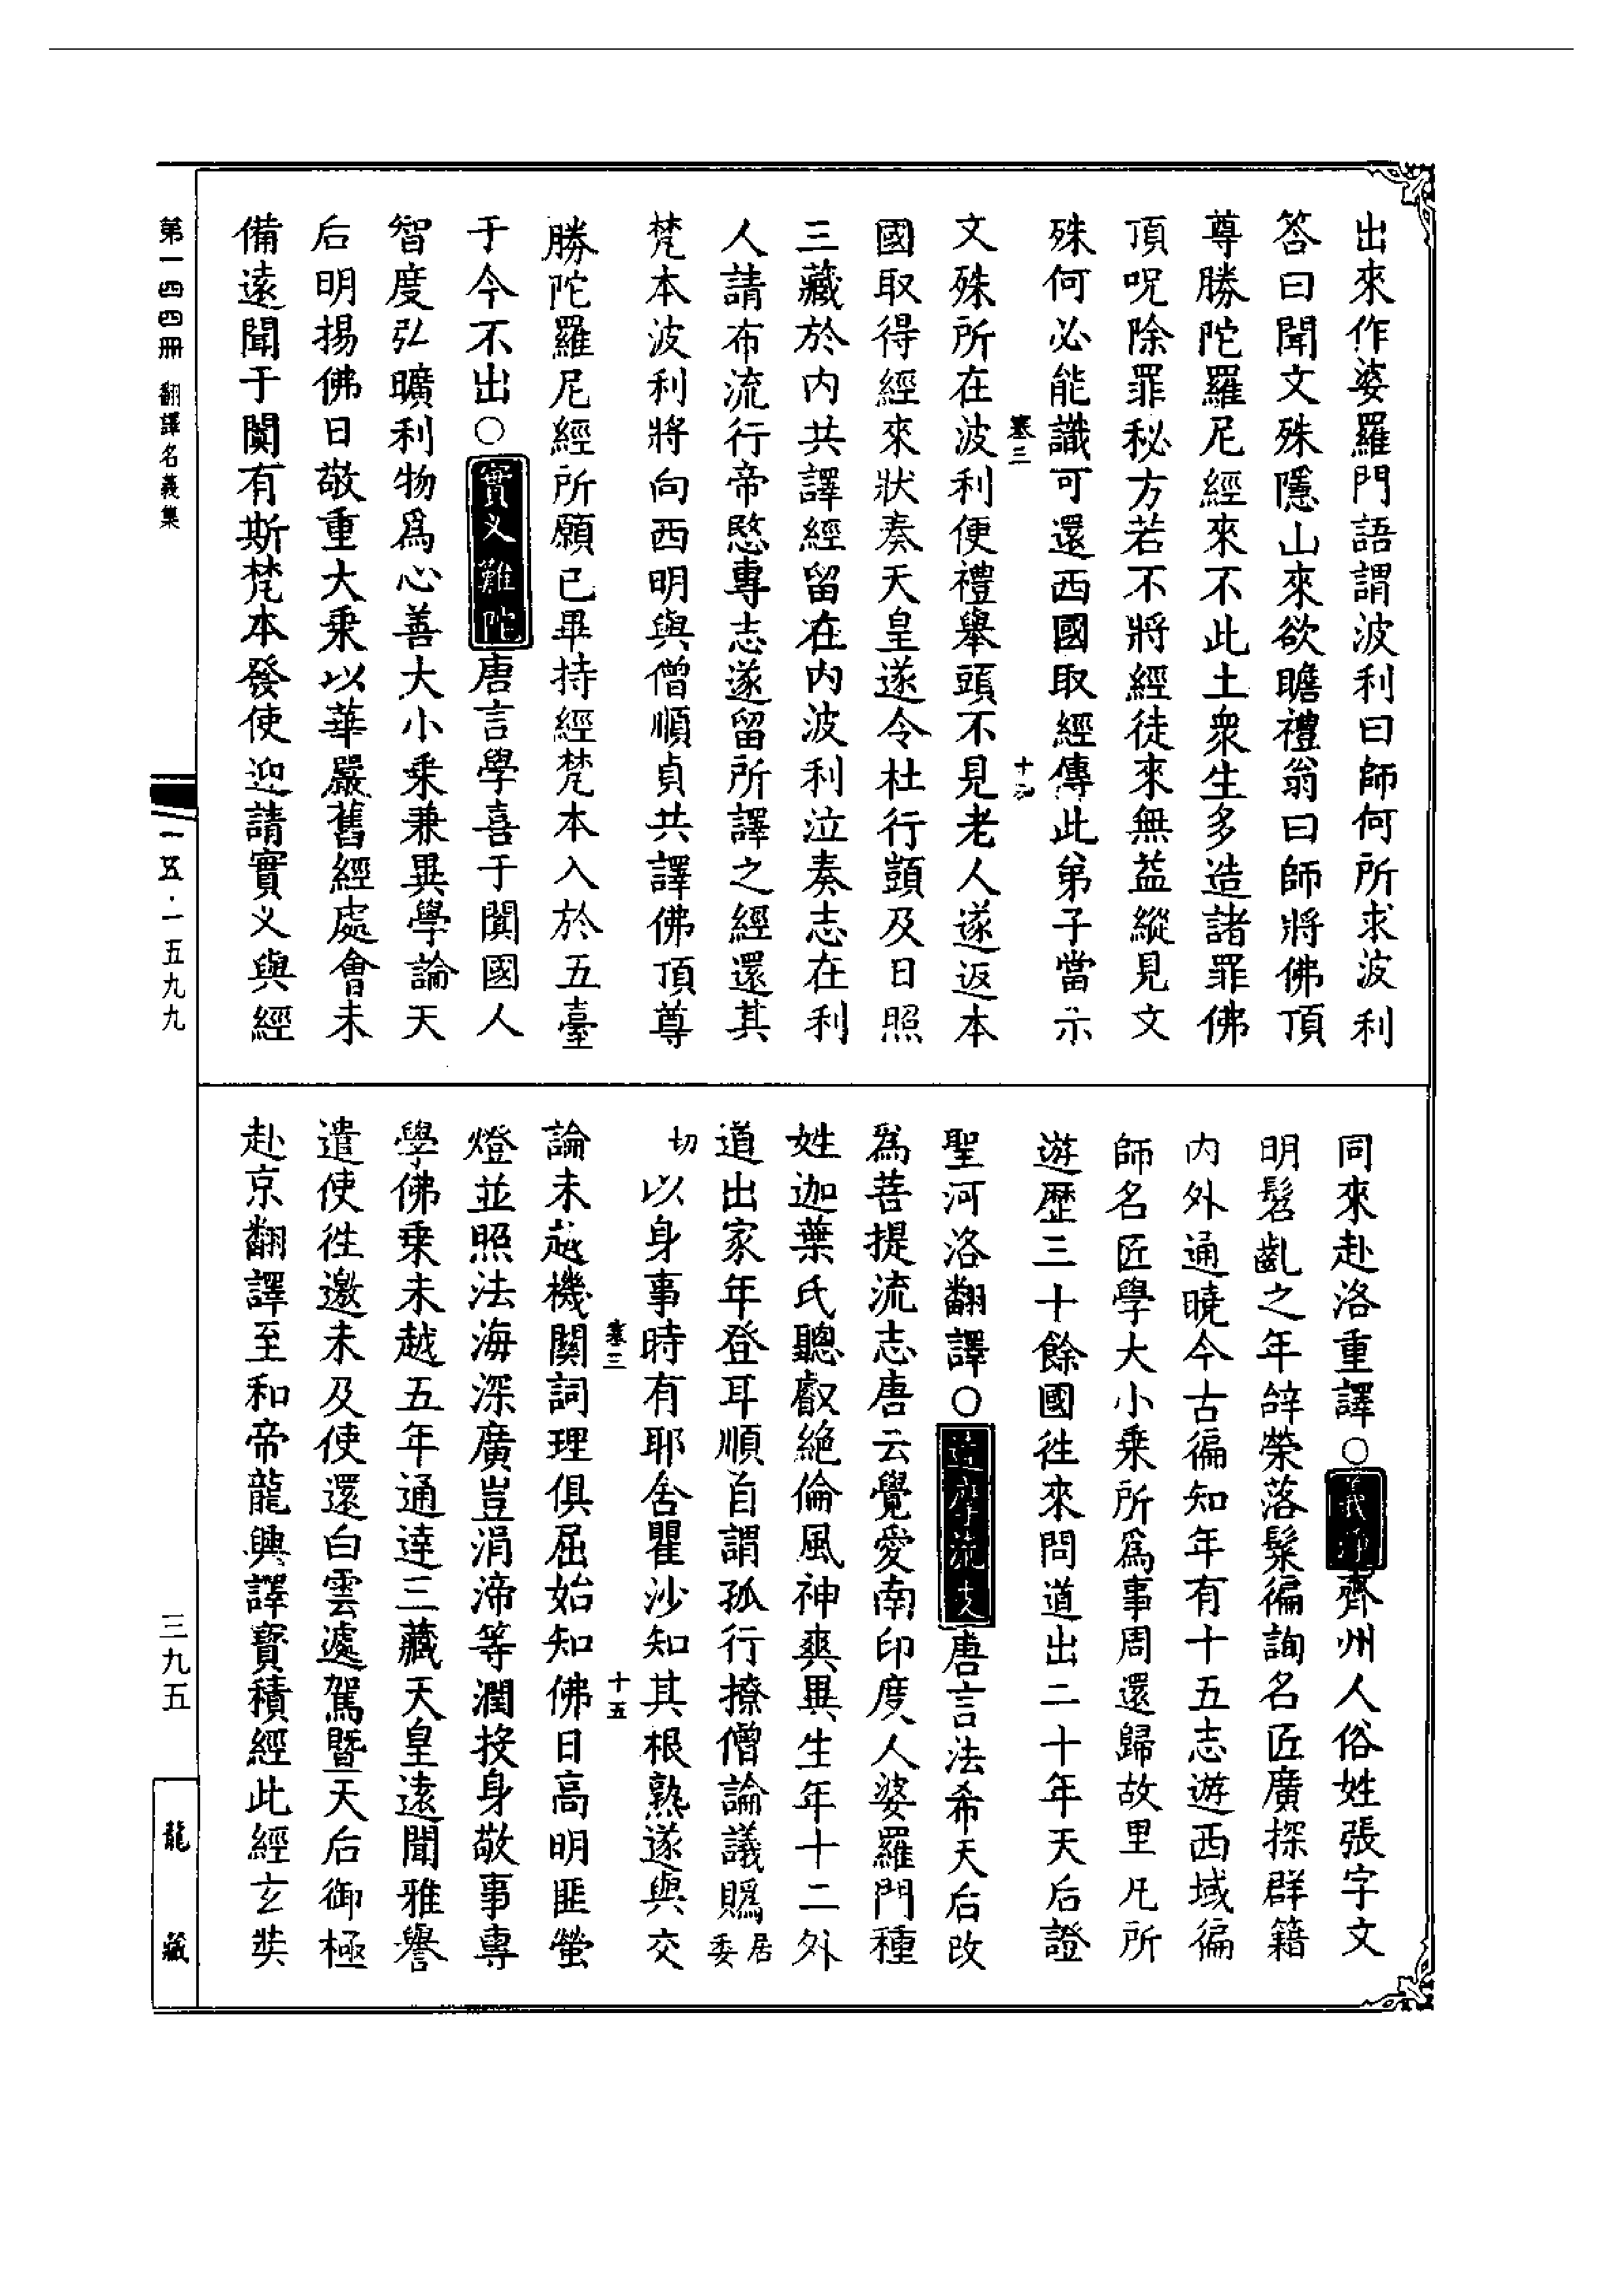 出來作婆羅門語謂波利曰師何所求波利
答曰聞文殊隱山來欲瞻禮翁曰師將佛頂
尊勝陀羅尼經來不此土衆生多造諸罪佛
頂呪除罪秘方若不將經徒來無益縱見文
殊何必能識可還西國取經傳此弟子當示
文殊所在波利便禮舉頭不見老人遂返本
國取得經來狀奏天皇遂令杜行顗及日照
三藏於内共譯經留在内波利泣奏志在利
人請布流行帝愍專志遂留所譯之經還其
梵本波利將向西明與僧順貞共譯佛頂尊
勝陀羅尼經所願已畢持經梵本入於五臺
于今不出○實叉難陀唐言學喜于闐國人
智度弘曠利物爲心善大小乘兼異學論天
后明揚佛日敬重大乘以華嚴舊經處會未
備遠聞于闐有斯梵本發使迎請實叉與經
同來赴洛重譯○義淨齊州人俗姓張字文
明髫齓之年辝榮落髮徧詢名匠廣探群籍
内外通曉今古徧知年有十五志遊西域徧
師名匠學大小乘所爲事周還歸故里凡所
遊歷三十餘國往來問道出二十年天后證
聖河洛翻譯○達摩流支唐言法希天后改
爲菩提流志唐云覺愛南印度人婆羅門種
姓迦葉氏聰叡絶倫風神爽異生年十二外
道出家年登耳順自謂孤行撩僧論議賭居委
切以身事時有耶舍瞿沙知其根熟遂與交
論未越機關詞理俱屈始知佛日高明匪螢
燈並照法海深廣豈涓渧等潤投身敬事專
學佛乘未越五年通達三藏天皇遠聞雅譽
遣使往邀未及使還白雲遽駕暨天后御極
赴京翻譯至和帝龍興譯寶積經此經玄奘
第一四四册 翻譯名義集
一五·一五九九
三九五
龍藏
塞三
十四
塞三
十五